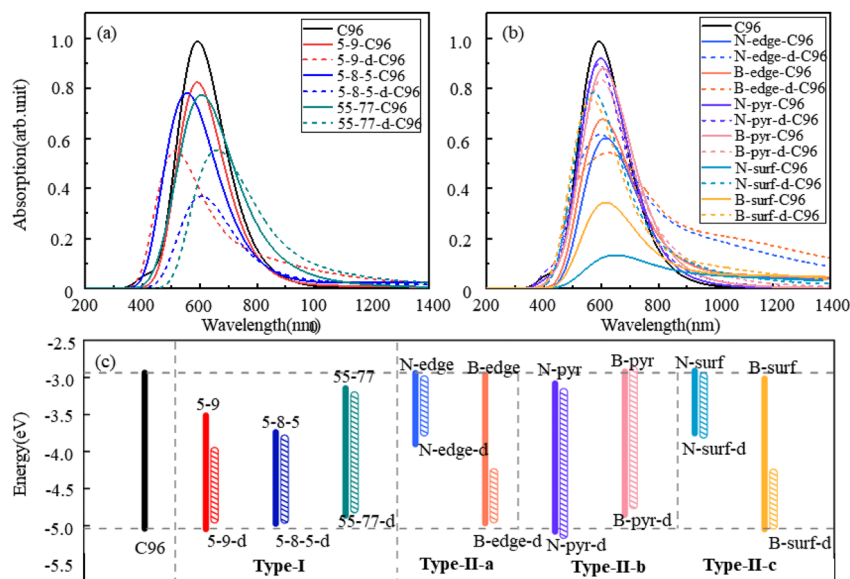 (a)
C96
5-9-C96
5-9-d-C96
5-8-5-C96
5-8-5-d-C96
55-77-C96
55-77-d-C96
Absorption(arb.unit)
1.0
0.8
0.6
0.4
0.2
0
200 400 600 800 1000 1200 1400
Wavelength(nm)
(b)
C96
N-edge-C96
N-edge-d-C96
B-edge-C96
B-edge-d-C96
N-pyr-C96
N-pyr-d-C96
B-pyr-C96
B-pyr-d-C96
N-surf-C96
N-surf-d-C96
B-surf-C96
B-surf-d-C96
1.0
0.8
0.6
0.4
0.2
0
200 400 600 800 1000 1200 1400
Wavelength(nm)
(c)
Energy(eV)
-2.5
-3.0
-3.5
-4.0
-4.5
-5.0
-5.5
N-edge B-edge N-pyr B-pyr N-surf B-surf
5-9 5-8-5 55-77
N-edge-d N-surf-d
C96 5-9-d 5-8-5-d 55-77-d B-edge-d N-pyr-d B-pyr-d B-surf-d
Type-I Type-II-a Type-II-b Type-II-c